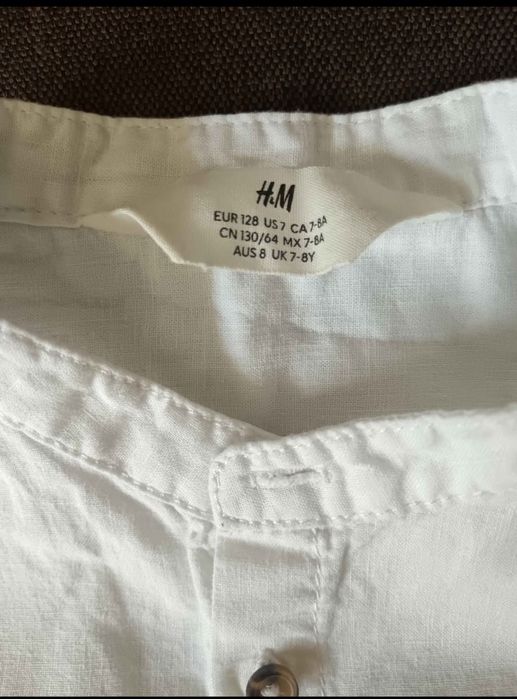 H&M
EUR 128 US 7 CA 7-8A
CN 130/64 MX 7-8A
AUS 8 UK 7-8Y